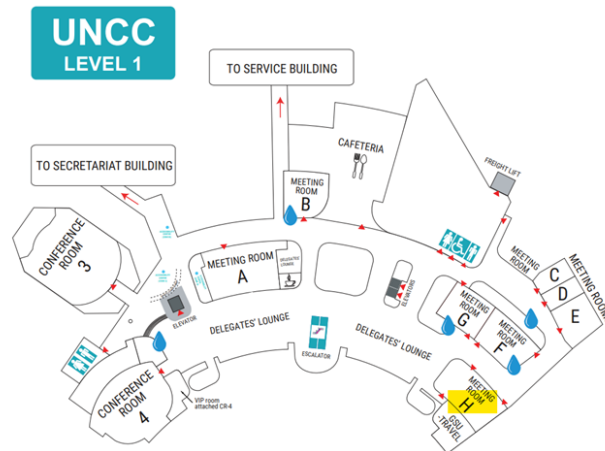 UNCC
LEVEL 1
TO SERVICE BUILDING
TO SECRETARIAT BUILDING
CAFETERIA
FREIGHT LIFT
MEETING
ROOM
B
CONFERENCE
ROOM
3
MEETING ROOM
A
DELEGATES'
LOUNGE
MEETING
ROOM
MEETING ROOM
C
D
E
ELEVATOR
ELEVATORS
MEETING
ROOM
G
MEETING
ROOM
F
DELEGATES' LOUNGE
ESCALATOR
DELEGATES' LOUNGE
CONFERENCE
ROOM
4
VIP room
attached CR-4
MEETING
ROOM
H
GSU
-TRAVEL